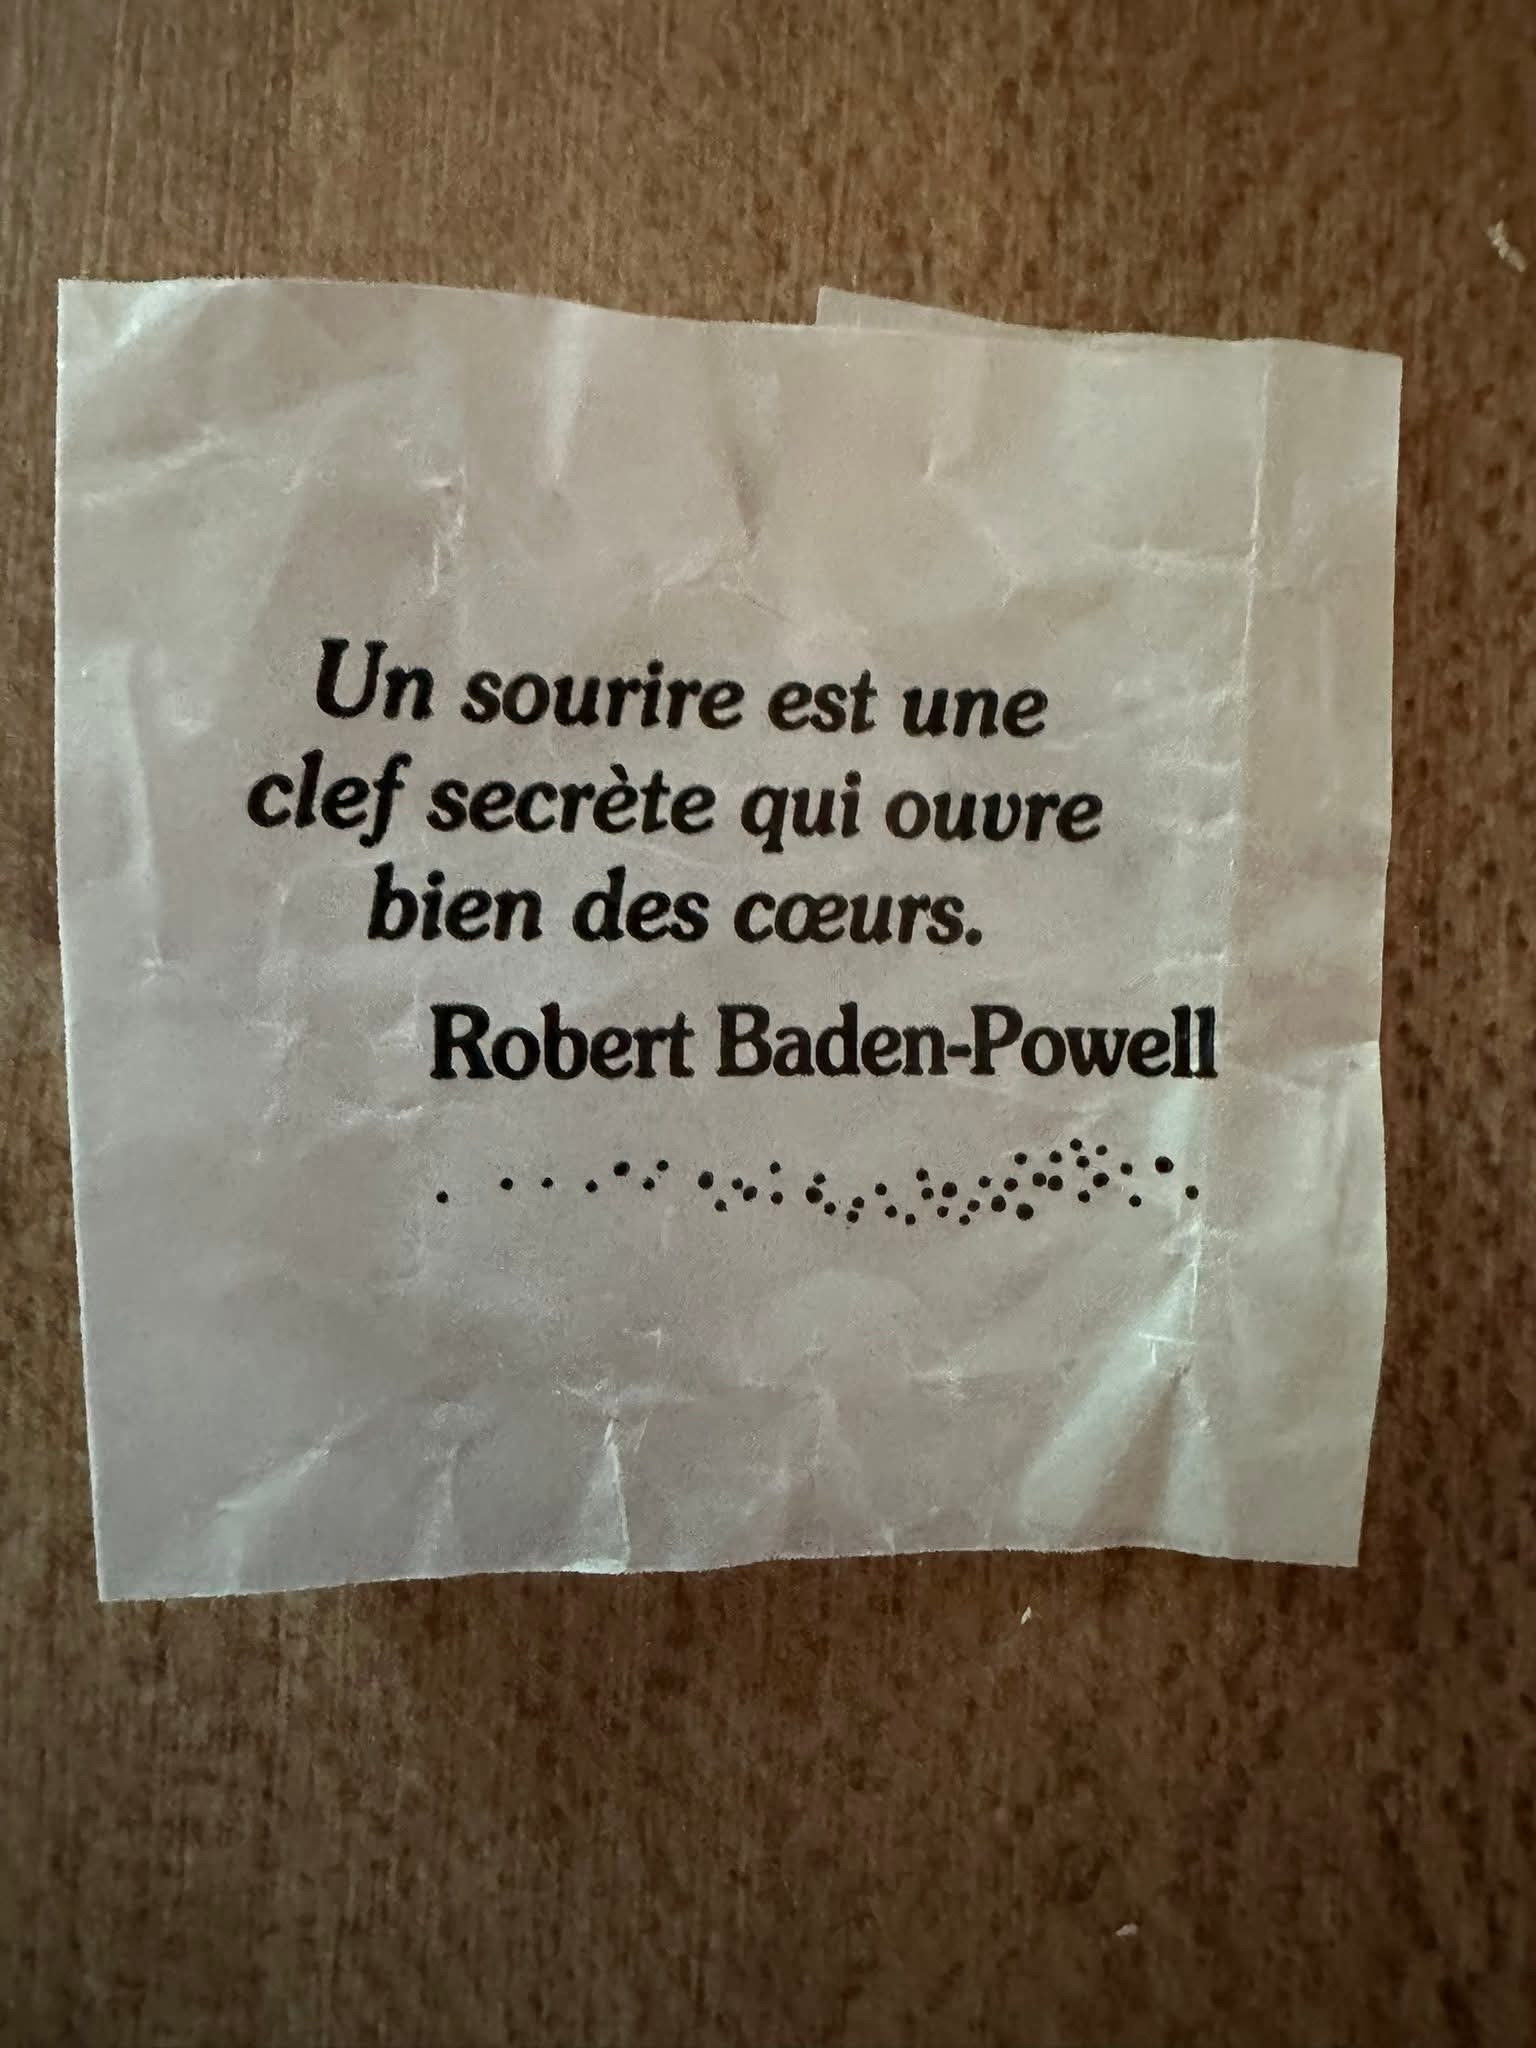 Un sourire est une
clef secrète qui ouvre
bien des cœurs.
Robert Baden-Powell